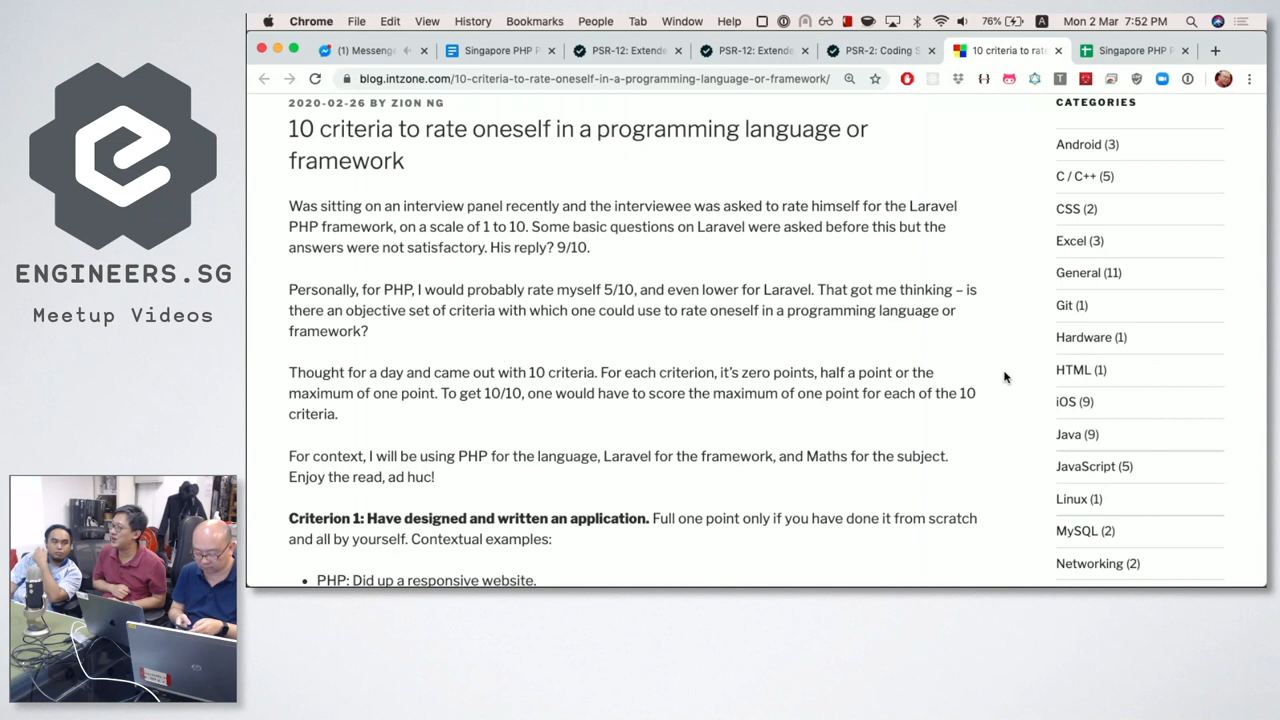 Chrome File Edit View History Bookmarks People Tab Window Help 76% A Mon 2 Mar 7:52 PM
(1) Messeng Singapore PHP P PSR-12: Extende PSR-12: Extende PSR-2: Coding S 10 criteria to rate Singapore PHP P
blog.intzone.com/10-criteria-to-rate-oneself-in-a-programming-language-or-framework/
ENGINEERS.SG
Meetup Videos
2020-02-26 BY ZION NG
10 criteria to rate oneself in a programming language or
framework
Was sitting on an interview panel recently and the interviewee was asked to rate himself for the Laravel
PHP framework, on a scale of 1 to 10. Some basic questions on Laravel were asked before this but the
answers were not satisfactory. His reply? 9/10.
Personally, for PHP, I would probably rate myself 5/10, and even lower for Laravel. That got me thinking – is
there an objective set of criteria with which one could use to rate oneself in a programming language or
framework?
Thought for a day and came out with 10 criteria. For each criterion, it's zero points, half a point or the
maximum of one point. To get 10/10, one would have to score the maximum of one point for each of the 10
criteria.
For context, I will be using PHP for the language, Laravel for the framework, and Maths for the subject.
Enjoy the read, ad huc!
Criterion 1: Have designed and written an application. Full one point only if you have done it from scratch
and all by yourself. Contextual examples:
• PHP: Did up a responsive website.
CATEGORIES
Android (3)
C / C++ (5)
CSS (2)
Excel (3)
General (11)
Git (1)
Hardware (1)
HTML (1)
iOS (9)
Java (9)
JavaScript (5)
Linux (1)
MySQL (2)
Networking (2)